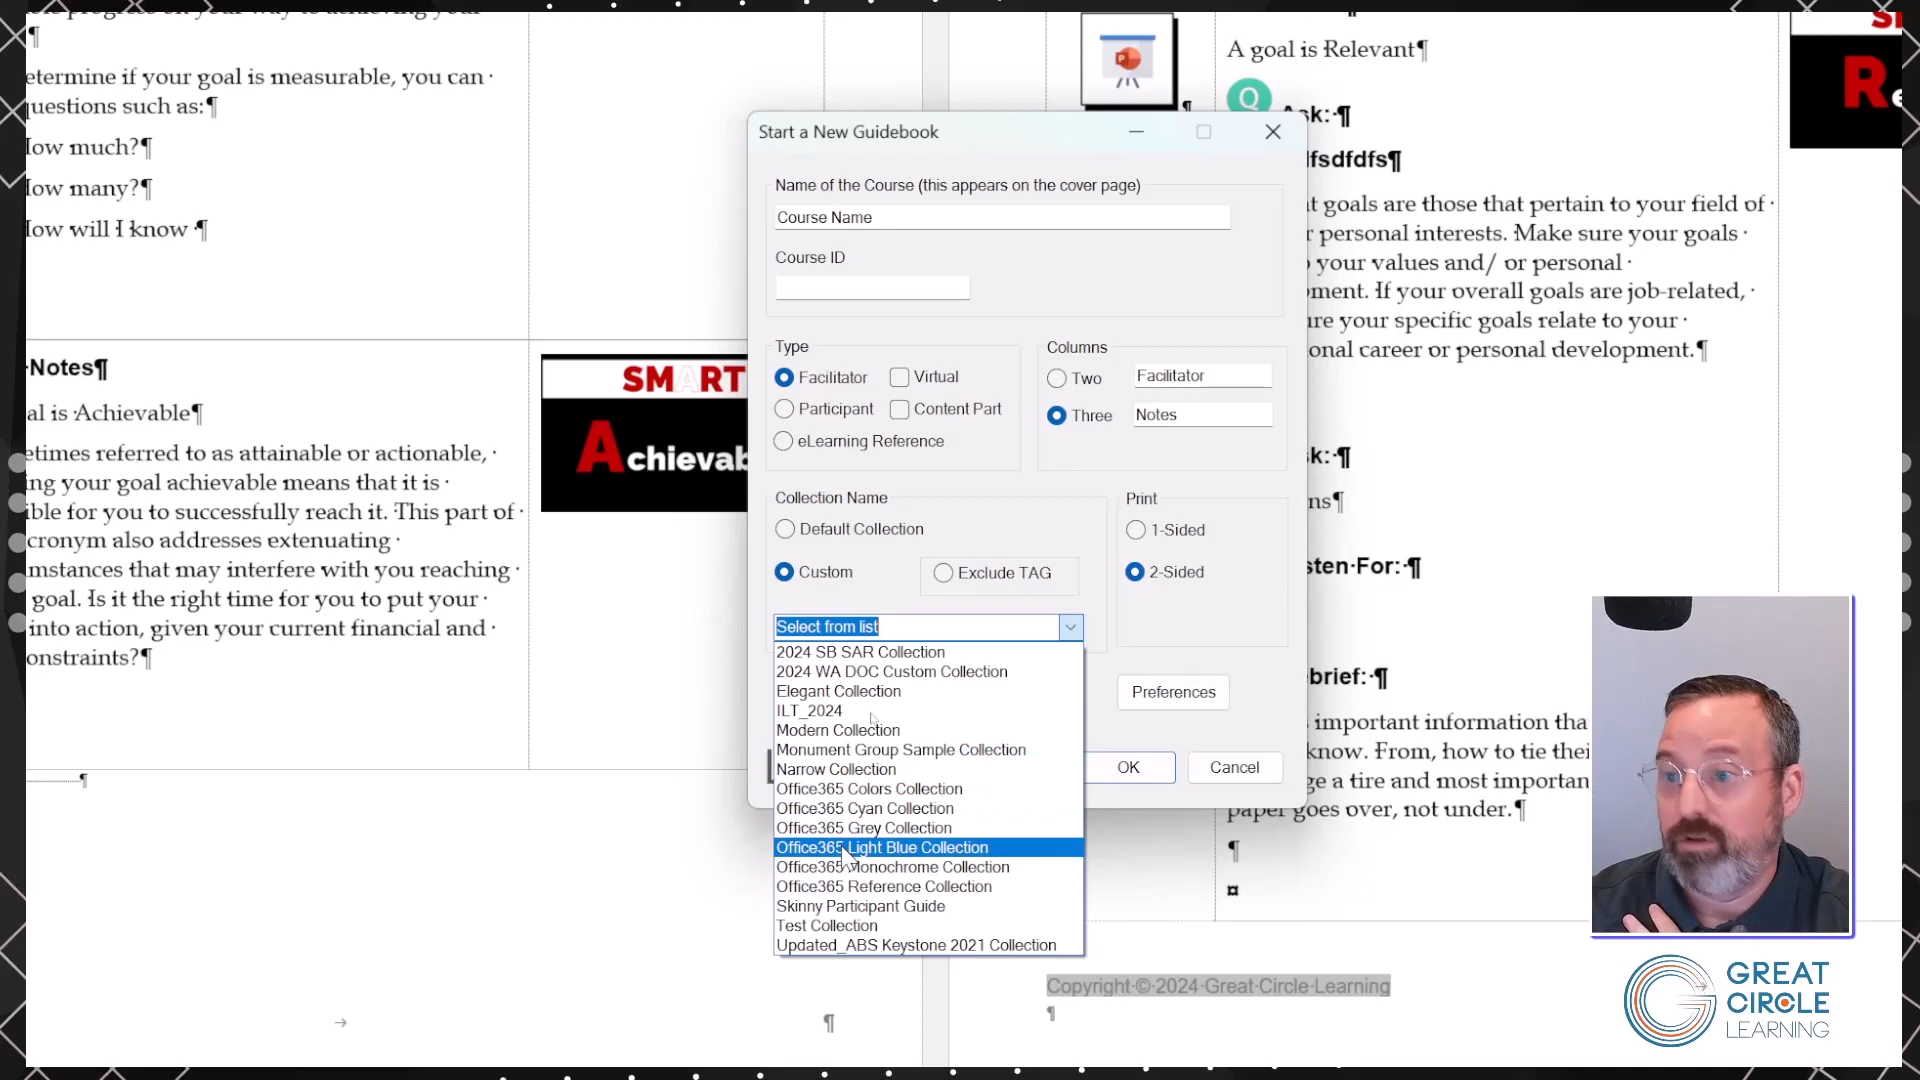 etermine if your goal is measurable, you can
questions such as:¶
How much?¶
How many?¶
How will I know ¶
Notes¶
al is Achievable¶
etimes referred to as attainable or actionable,
ing your goal achievable means that it is
ible for you to successfully reach it. This part of
cronym also addresses extenuating
mstances that may interfere with you reaching
goal. Is it the right time for you to put your
into action, given your current financial and
onstraints?¶
SMART
Achievab
Start a New Guidebook
Name of the Course (this appears on the cover page)
Course Name
Course ID
Type
Facilitator
Virtual
Participant
Content Part
eLearning Reference
Columns
Two
Facilitator
Three
Notes
Collection Name
Default Collection
Custom
Exclude TAG
Print
1-Sided
2-Sided
Select from list
2024 SB SAR Collection
2024 WA DOC Custom Collection
Elegant Collection
ILT_2024
Modern Collection
Monument Group Sample Collection
Narrow Collection
Office365 Colors Collection
Office365 Cyan Collection
Office365 Grey Collection
Office365 Light Blue Collection
Office365 Monochrome Collection
Office365 Reference Collection
Skinny Participant Guide
Test Collection
Updated_ABS Keystone 2021 Collection
Preferences
OK
Cancel
A goal is Relevant¶
Q
sk: ¶
fsdfdfs¶
t goals are those that pertain to your field of
r personal interests. Make sure your goals
your values and/ or personal
ment. If your overall goals are job-related,
ure your specific goals relate to your
onal career or personal development.¶
k: ¶
ns¶
sten For: ¶
brief: ¶
s important information tha
know. From, how to tie thei
ge a tire and most importan
paper goes over, not under.¶
Re
Copyright © 2024 Great Circle Learning
GREAT
CIRCLE
LEARNING